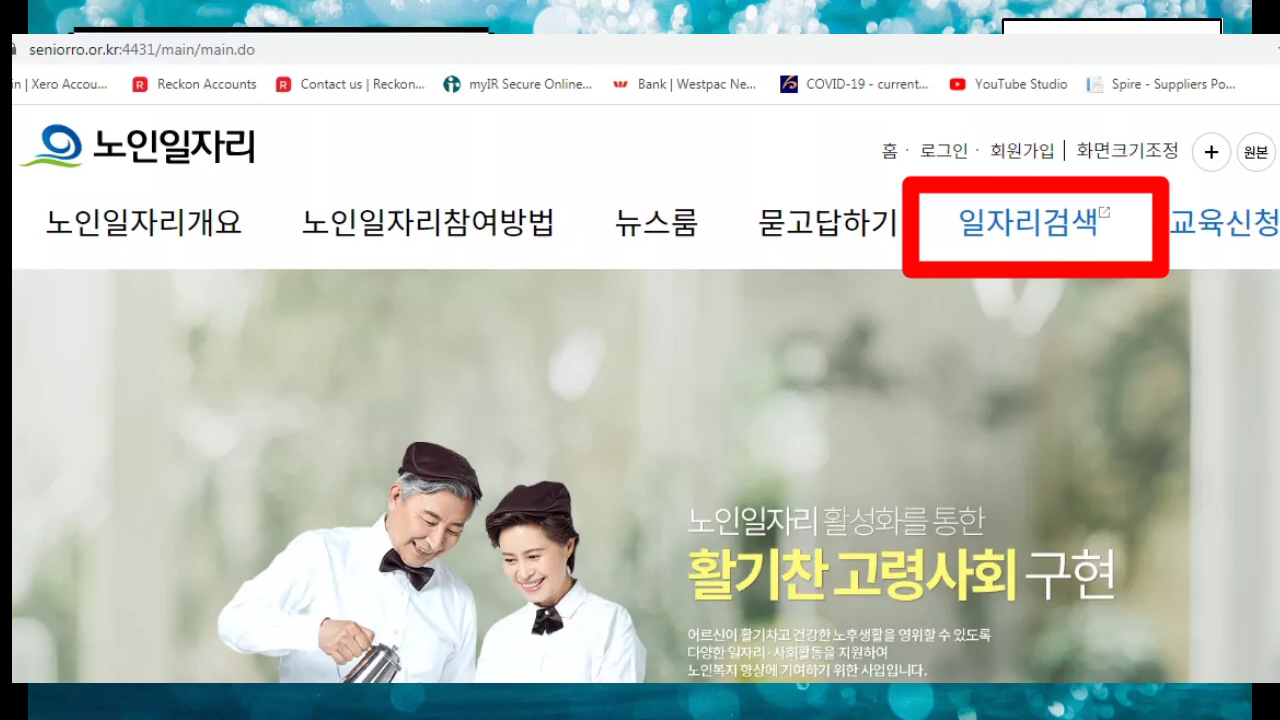 seniorro.or.kr:4431/main/main.do
in | Xero Accou... Reckon Accounts Contact us | Reckon... myIR Secure Online... Bank | Westpac Ne... COVID-19 - current... YouTube Studio Spire - Suppliers Po...
노인일자리
홈 · 로그인 · 회원가입 | 화면크기조정 + 원본
노인일자리개요 노인일자리참여방법 뉴스룸 묻고답하기 일자리검색 교육신청
노인일자리 활성화를 통한
활기찬 고령사회 구현
어르신이 활기차고 건강한 노후생활을 영위할 수 있도록
다양한 일자리·사회활동을 지원하여
노인복지 향상에 기여하기 위한 사업입니다.